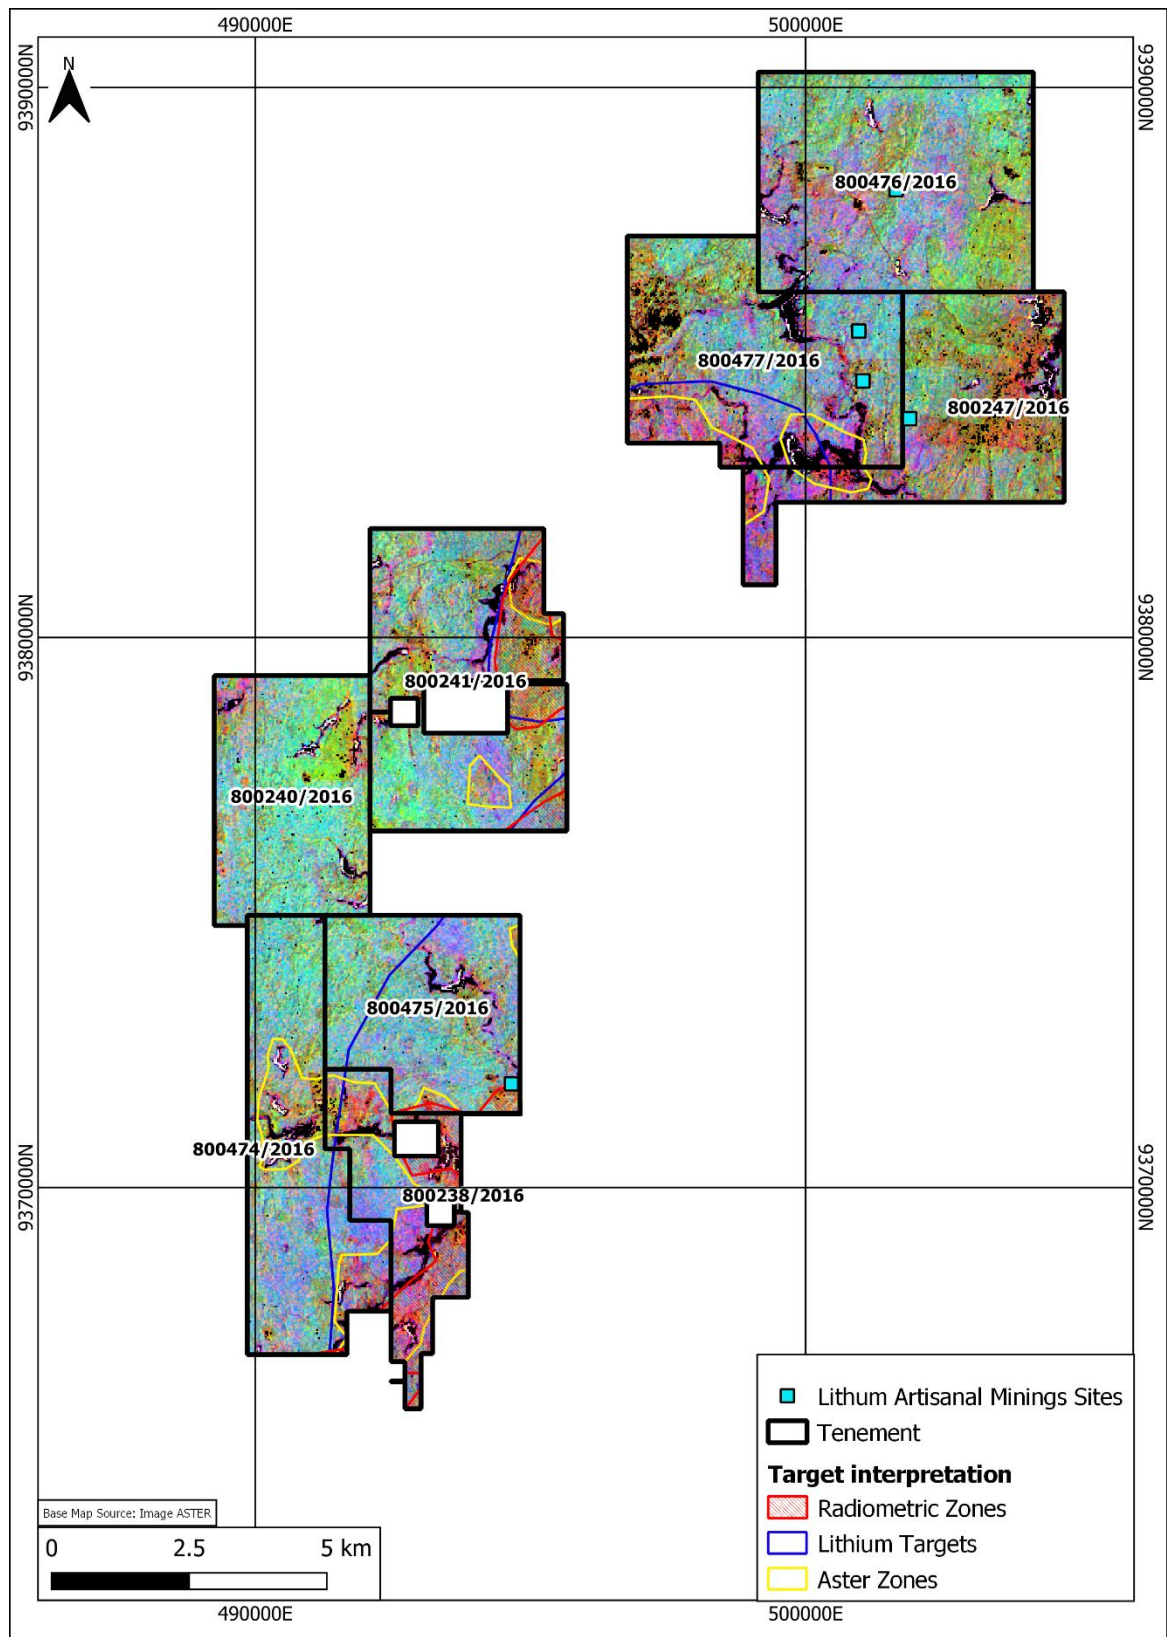 490000E
500000E
N
9390000N
9390000N
800476/2016
800477/2016
800247/2016
9380000N
9380000N
800241/2016
800240/2016
800475/2016
800474/2016
9370000N
9370000N
800238/2016
Lithum Artisanal Minings Sites
Tenement
Target interpretation
Radiometric Zones
Lithium Targets
Aster Zones
Base Map Source: Image ASTER
0 2.5 5 km
490000E
500000E